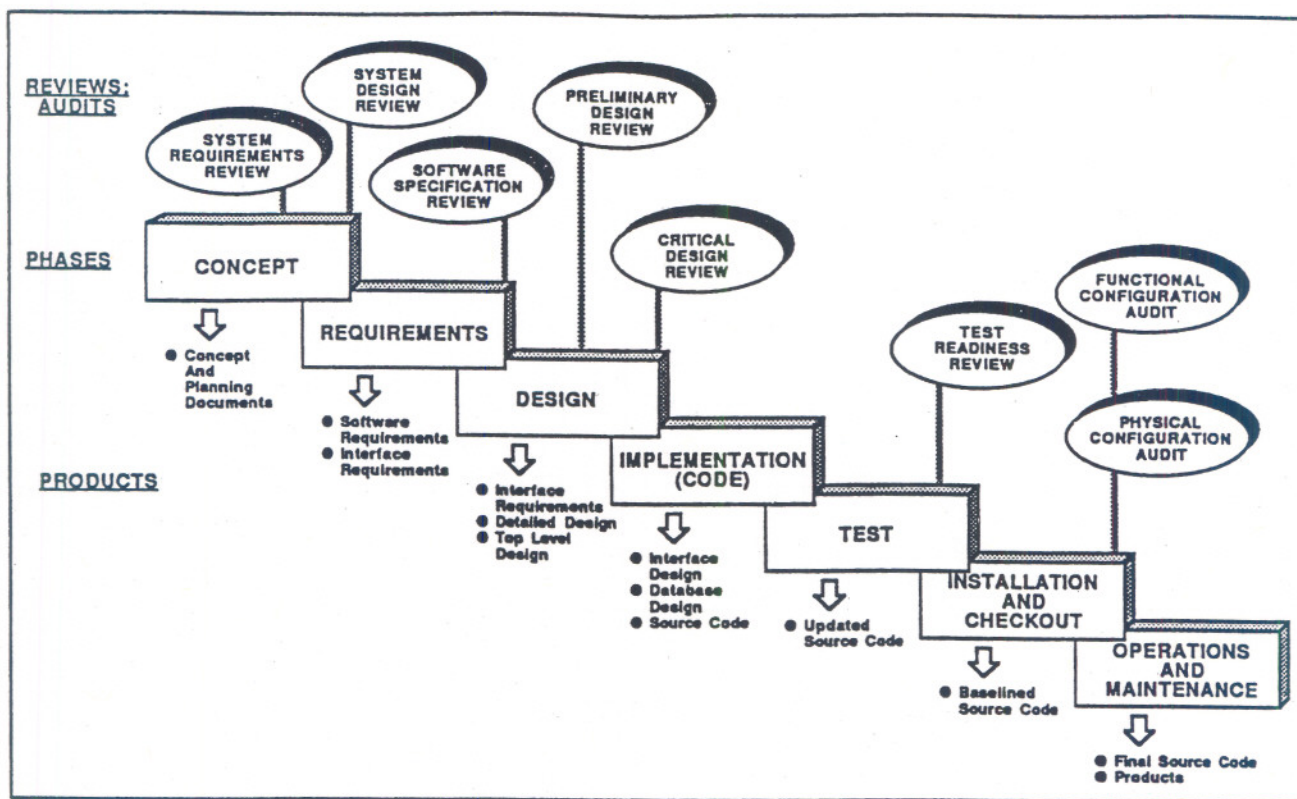 REVIEWS;
AUDITS
SYSTEM
REQUIREMENTS
REVIEW
SYSTEM
DESIGN
REVIEW
SOFTWARE
SPECIFICATION
REVIEW
PRELIMINARY
DESIGN
REVIEW
CRITICAL
DESIGN
REVIEW
TEST
READINESS
REVIEW
FUNCTIONAL
CONFIGURATION
AUDIT
PHYSICAL
CONFIGURATION
AUDIT
PHASES
CONCEPT
REQUIREMENTS
DESIGN
IMPLEMENTATION
(CODE)
TEST
INSTALLATION
AND
CHECKOUT
OPERATIONS
AND
MAINTENANCE
PRODUCTS
● Concept
And
Planning
Documents
● Software
Requirements
● Interface
Requirements
● Interface
Requirements
● Detailed Design
● Top Level
Design
● Interface
Design
● Database
Design
● Source Code
● Updated
Source Code
● Baselined
Source Code
● Final Source Code
● Products